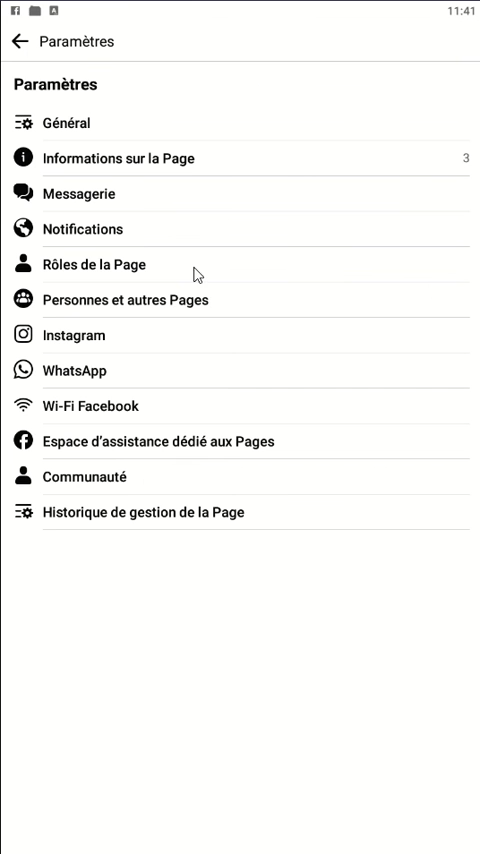 11:41
Paramètres
Paramètres
Général
Informations sur la Page 3
Messagerie
Notifications
Rôles de la Page
Personnes et autres Pages
Instagram
WhatsApp
Wi-Fi Facebook
Espace d’assistance dédié aux Pages
Communauté
Historique de gestion de la Page